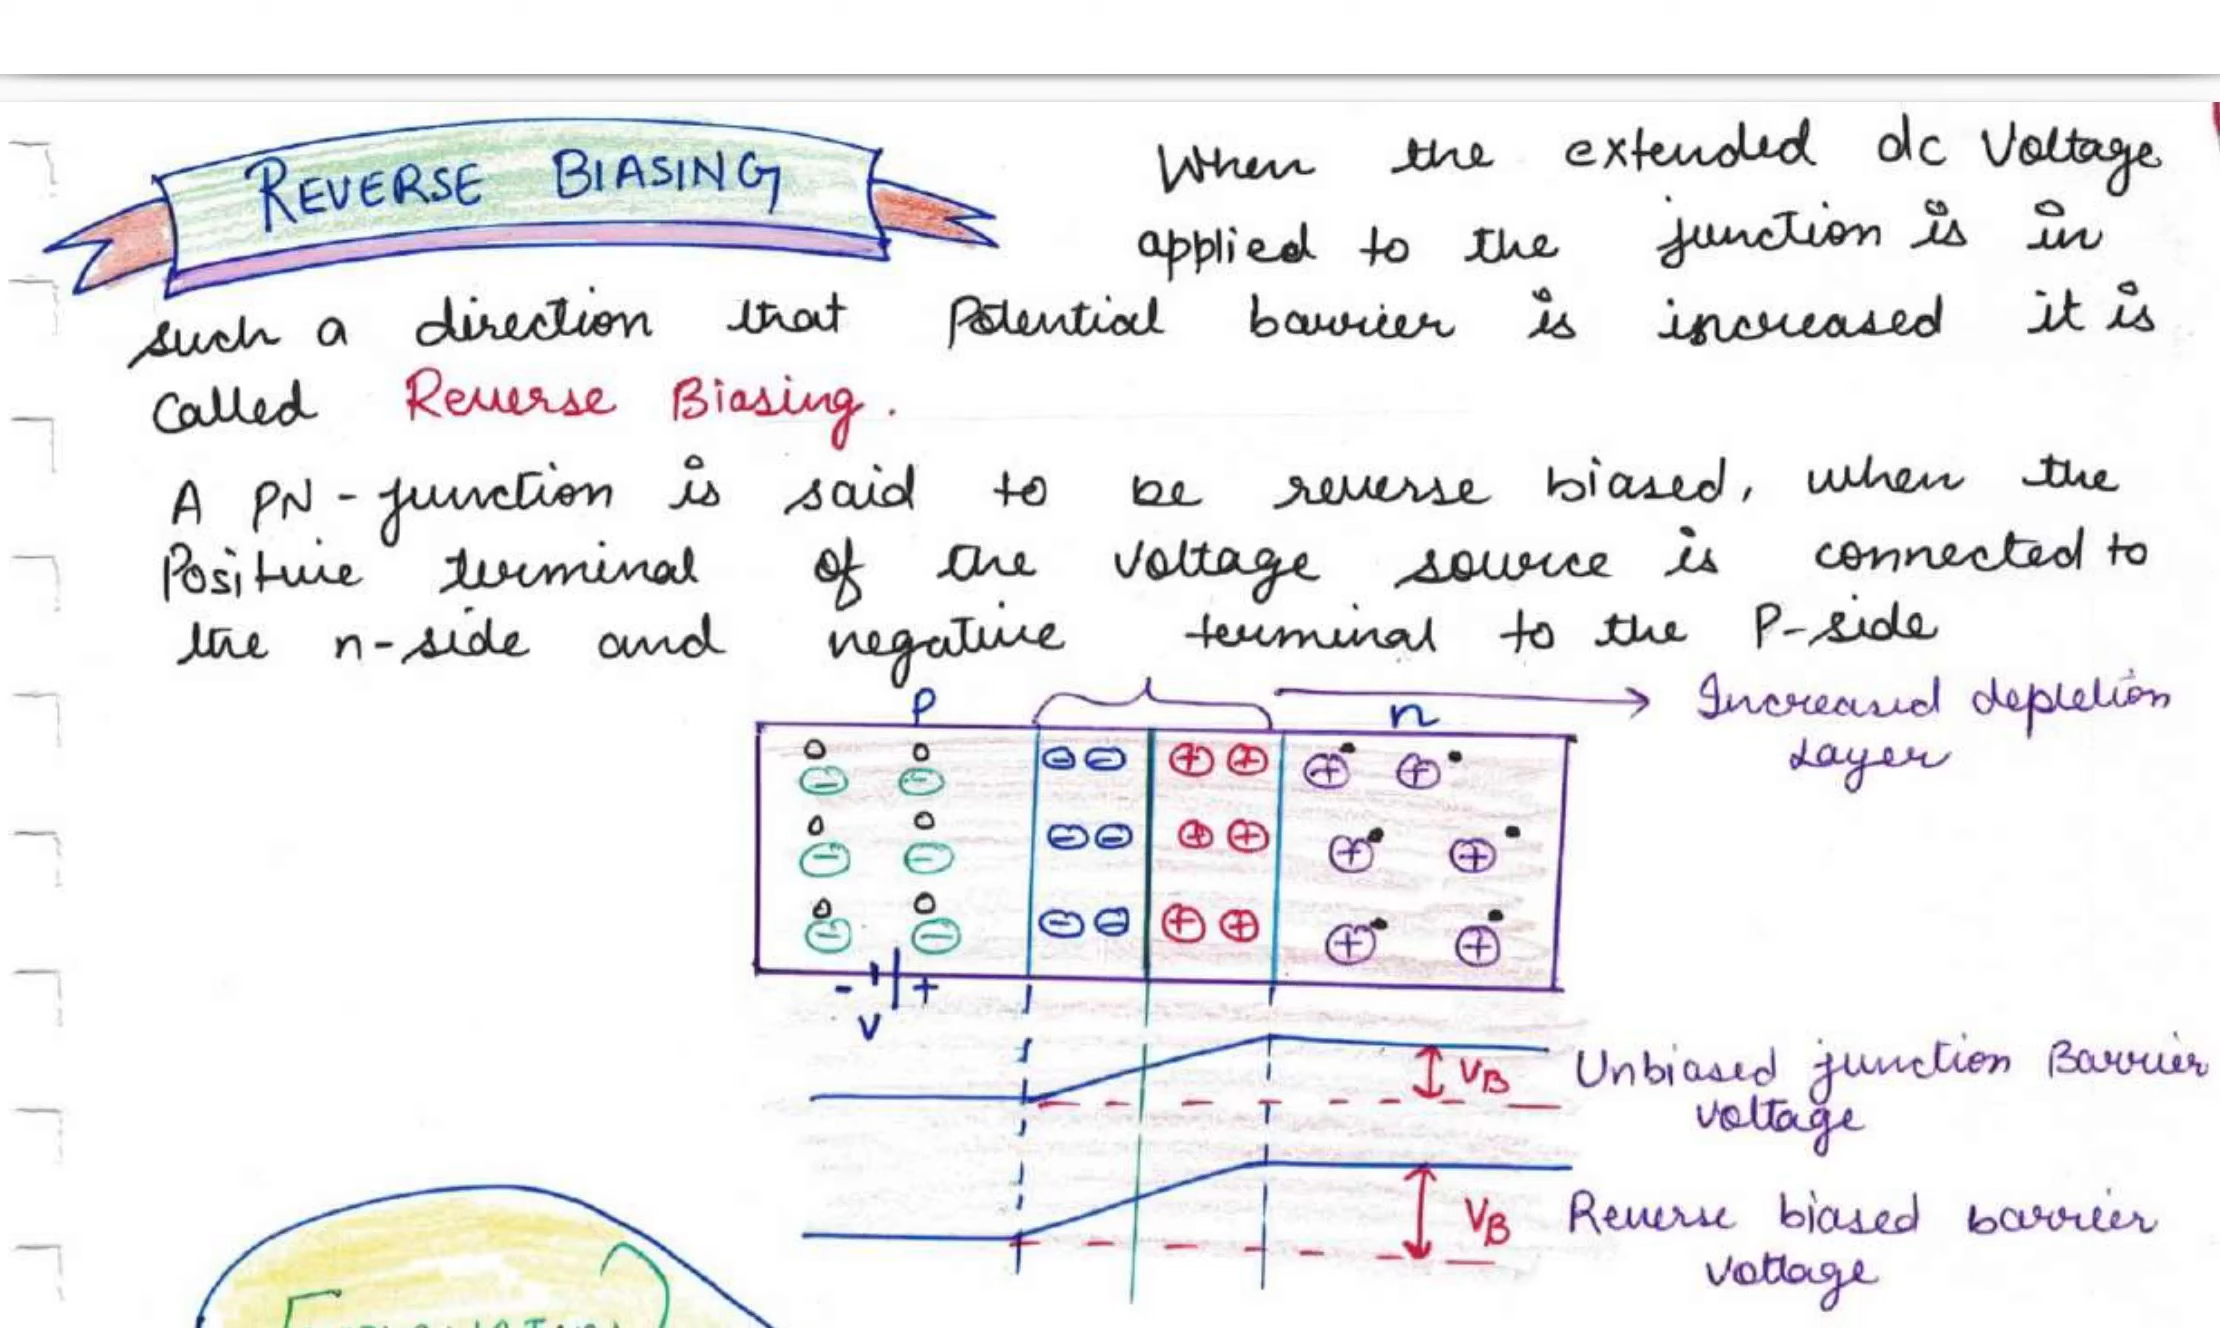 REVERSE BIASING
When the extended dc Voltage
applied to the junction is in
such a direction that Potential barrier is increased it is
called Reverse Biasing.
A PN-junction is said to be reverse biased, when the
Positive terminal of the voltage source is connected to
the n-side and negative terminal to the P-side
P
n
Increased depletion
Layer
- +
V
VB
Unbiased junction Barrier
voltage
VB
Reverse biased barrier
voltage